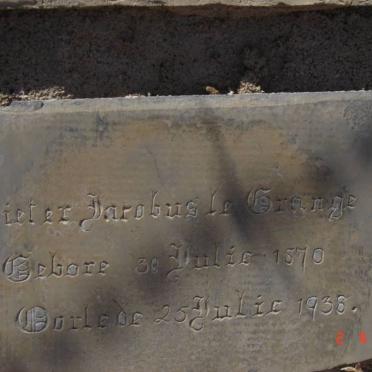 ieter Jacobus le Grange
Gebore 30 Julie 1870
Oorlede 25 Julie 1938.